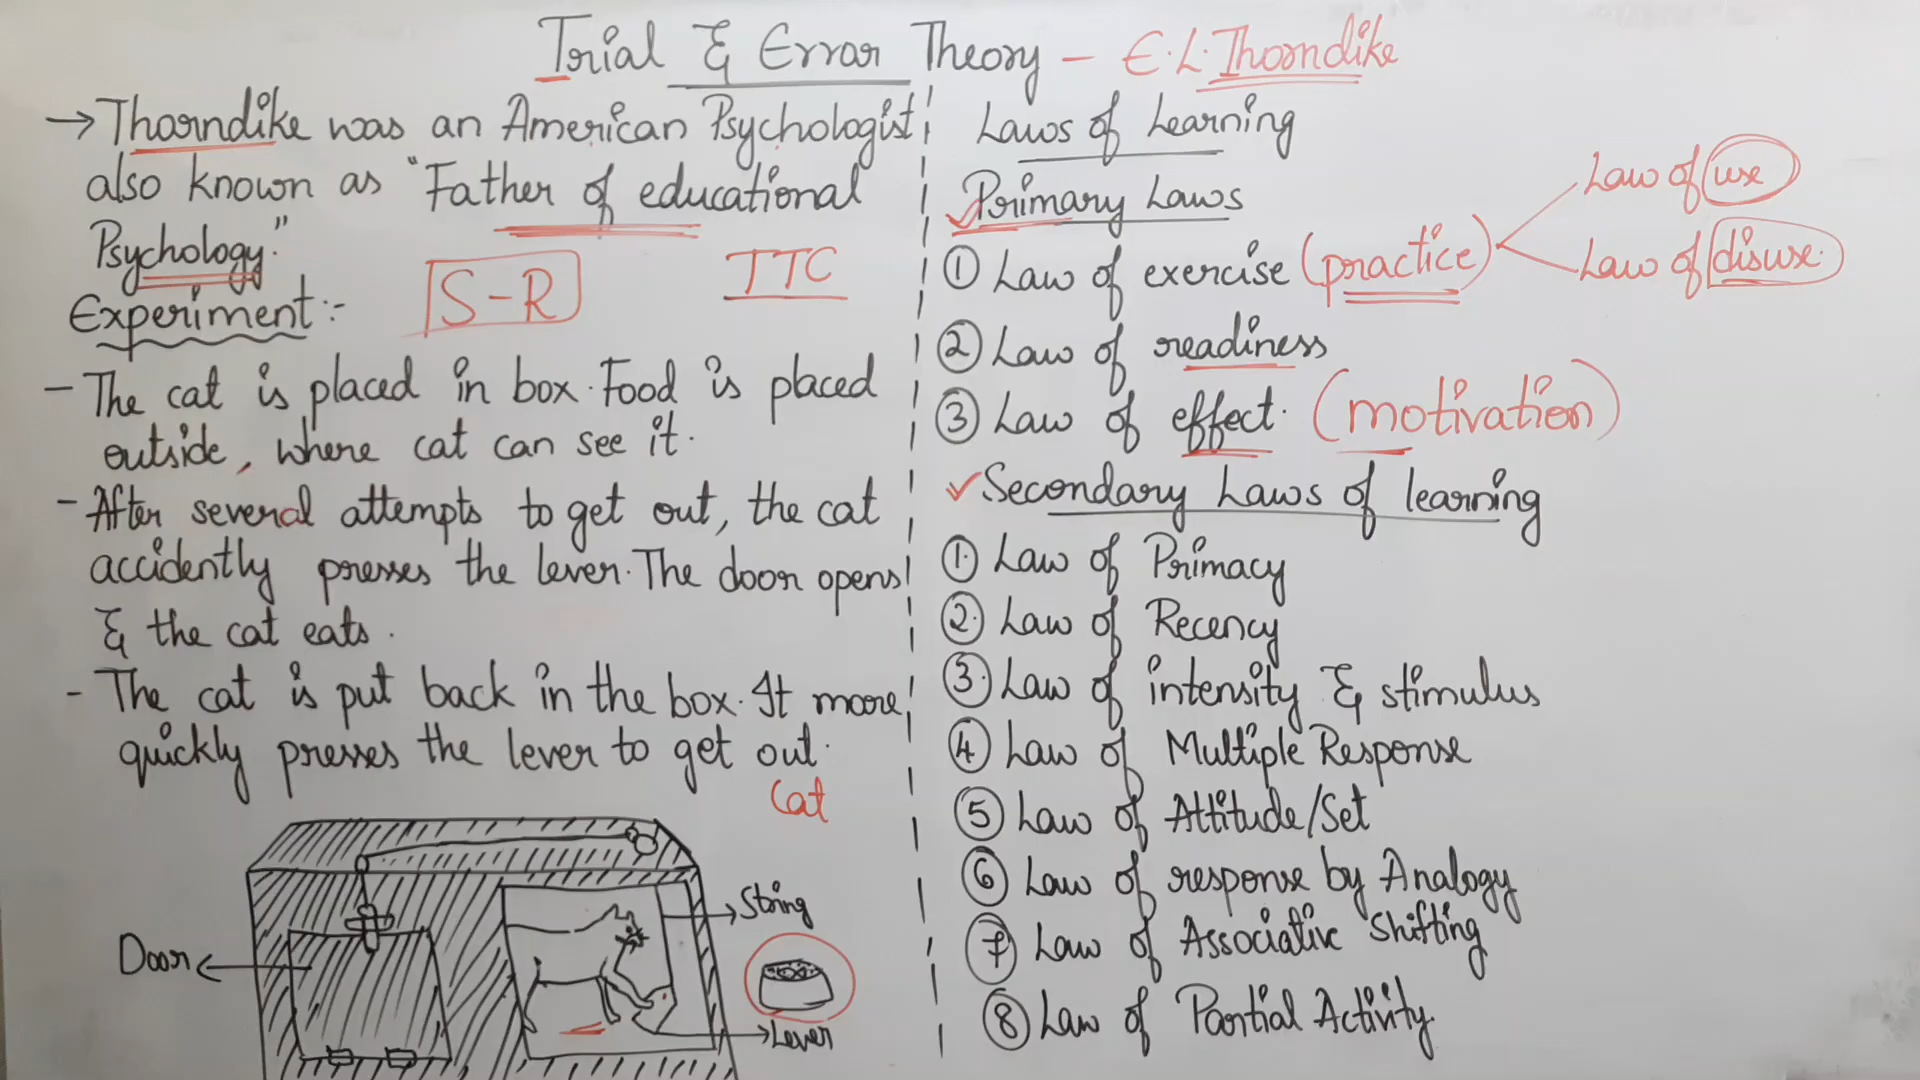 Trial & Error Theory - E.L.Thorndike
→ Thorndike was an American Psychologist
also known as "Father of educational
Psychology."
S-R TTC
Experiment:-
- The cat is placed in box. Food is placed
outside, where cat can see it.
- After several attempts to get out, the cat
accidently presses the lever. The door opens
& the cat eats.
- The cat is put back in the box. It more
quickly presses the lever to get out.
Cat
String
Door
Lever
Laws of Learning
Primary Laws
① Law of exercise (practice)
Law of use
Law of disuse.
② Law of readiness
③ Law of effect. (motivation)
✓ Secondary Laws of learning
①. Law of Primacy
②. Law of Recency
③. Law of intensity & stimulus
④ Law of Multiple Response
⑤ Law of Attitude/Set
⑥ Law of response by Analogy
⑦ Law of Associative Shifting
⑧ Law of Partial Activity.